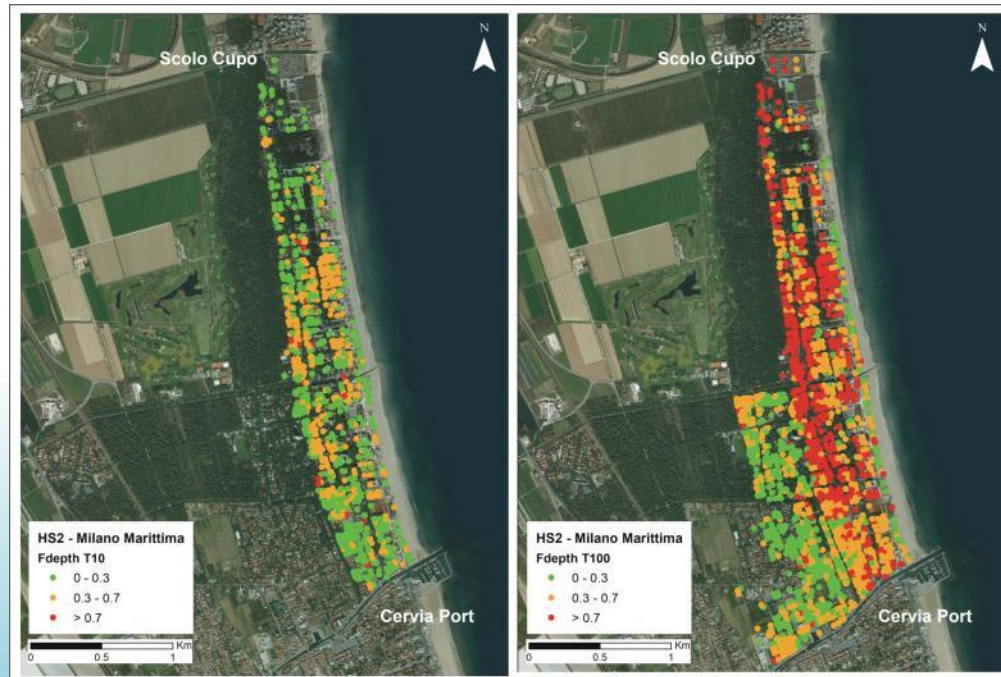 Scolo Cupo
N
HS2 - Milano Marittima
Fdepth T10
0 - 0.3
0.3 - 0.7
> 0.7
Km
0 0.5 1
Cervia Port
Scolo Cupo
N
HS2 - Milano Marittima
Fdepth T100
0 - 0.3
0.3 - 0.7
> 0.7
Km
0 0.5 1
Cervia Port